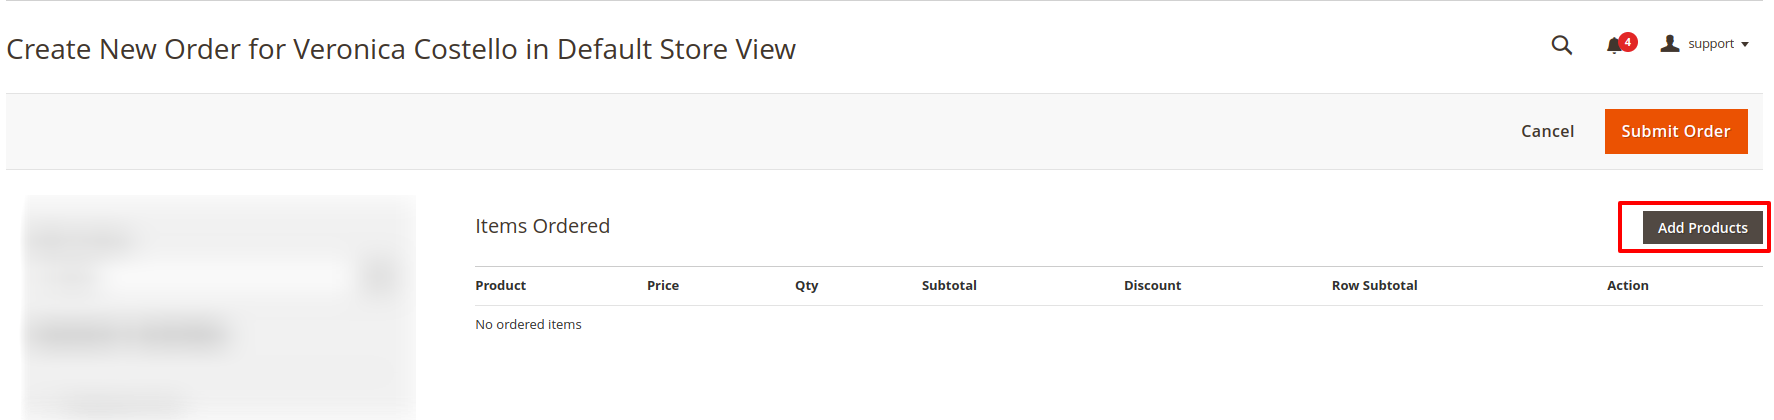 Create New Order for Veronica Costello in Default Store View
4
support
Cancel
Submit Order
Items Ordered
Add Products
Product Price Qty Subtotal Discount Row Subtotal Action
No ordered items